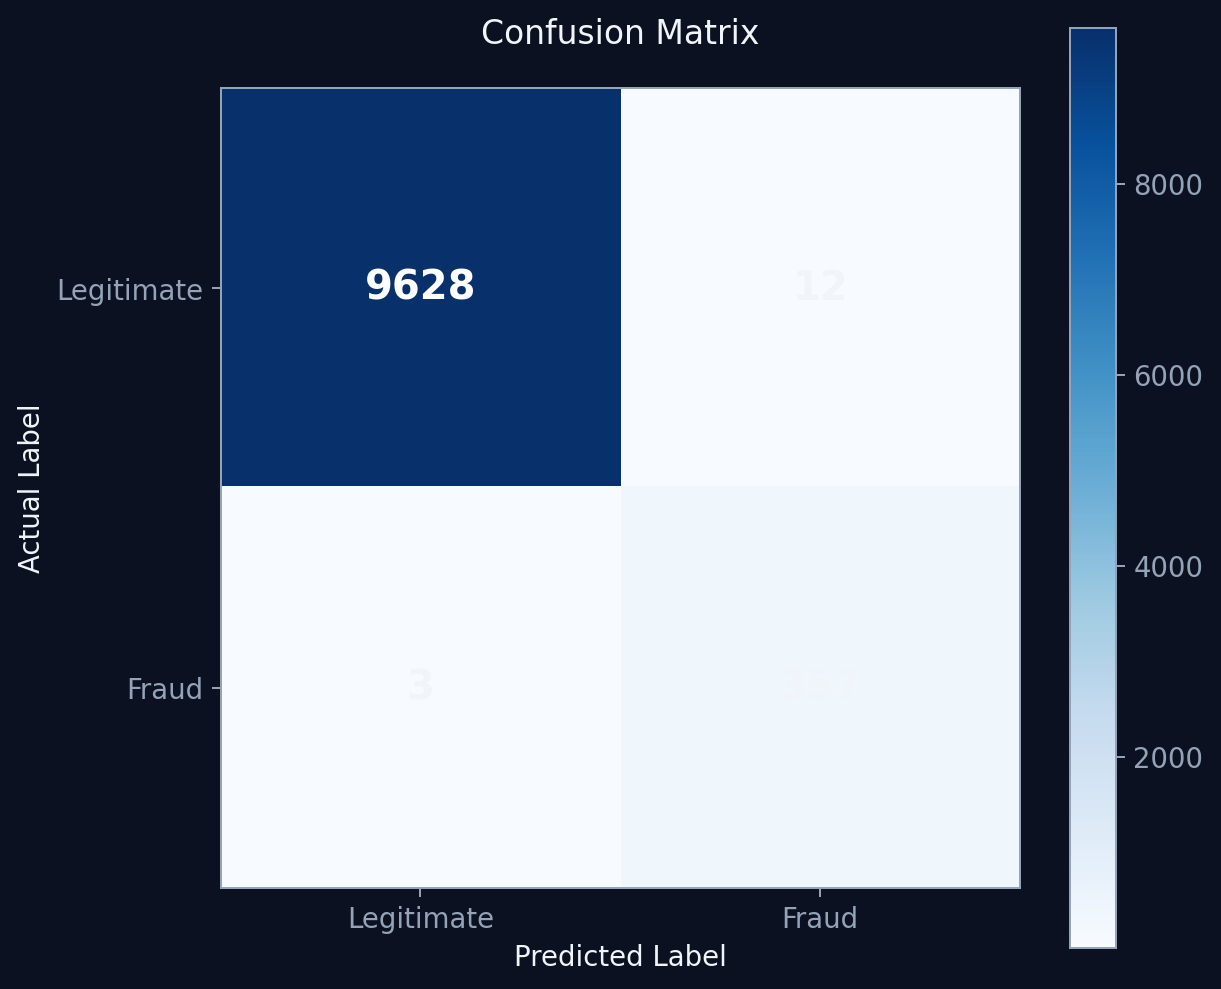 Confusion Matrix
Legitimate
9628
12
Fraud
3
Actual Label
Legitimate
Fraud
Predicted Label
8000
6000
4000
2000